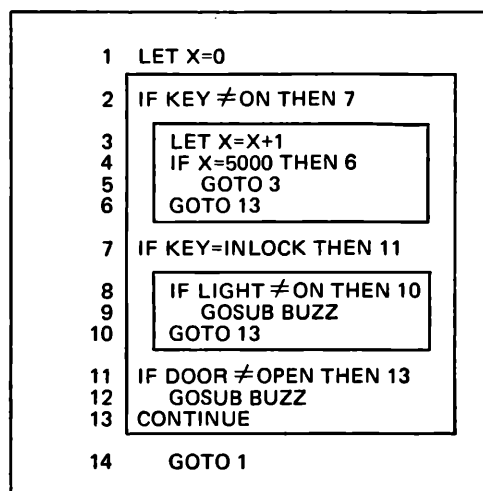 1 LET X=0
2 IF KEY ≠ ON THEN 7
3 LET X=X+1
4 IF X=5000 THEN 6
5 GOTO 3
6 GOTO 13
7 IF KEY=INLOCK THEN 11
8 IF LIGHT ≠ ON THEN 10
9 GOSUB BUZZ
10 GOTO 13
11 IF DOOR ≠ OPEN THEN 13
12 GOSUB BUZZ
13 CONTINUE
14 GOTO 1